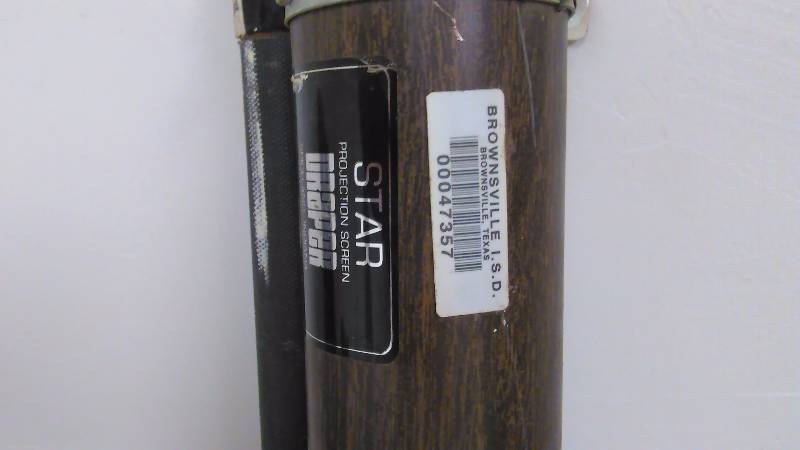 STAR
PROJECTION SCREEN
DRAPER
BROWNSVILLE I.S.D.
BROWNSVILLE, TEXAS
00047357